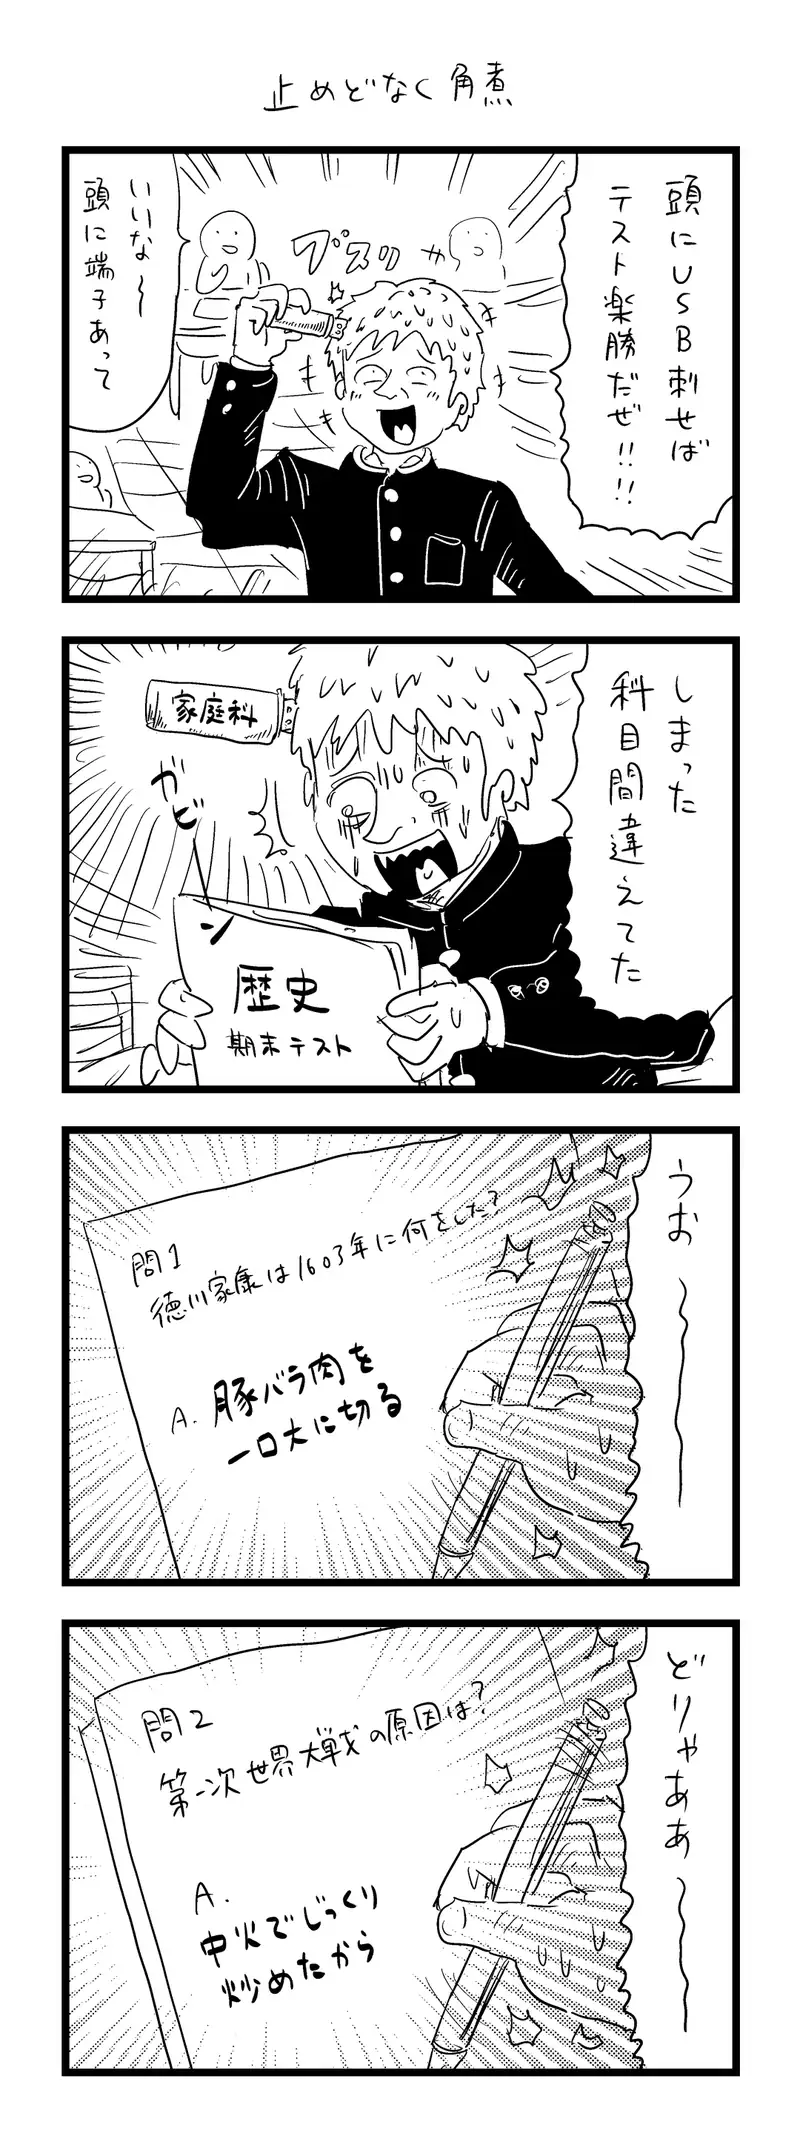 止めどなく角煮
頭にUSB刺せば
テスト楽勝だぜ!!!!
ブスリ
いいな〜
頭に端子あって
しまった
科目間違えてた
家庭科
ガビーン
歴史
期末テスト
うお〜〜
問1
徳川家康は1603年に何をした?
A. 豚バラ肉を
一口大に切る
どりゃああ〜〜
問2
第一次世界大戦の原因は?
A.
中火でじっくり
炒めたから